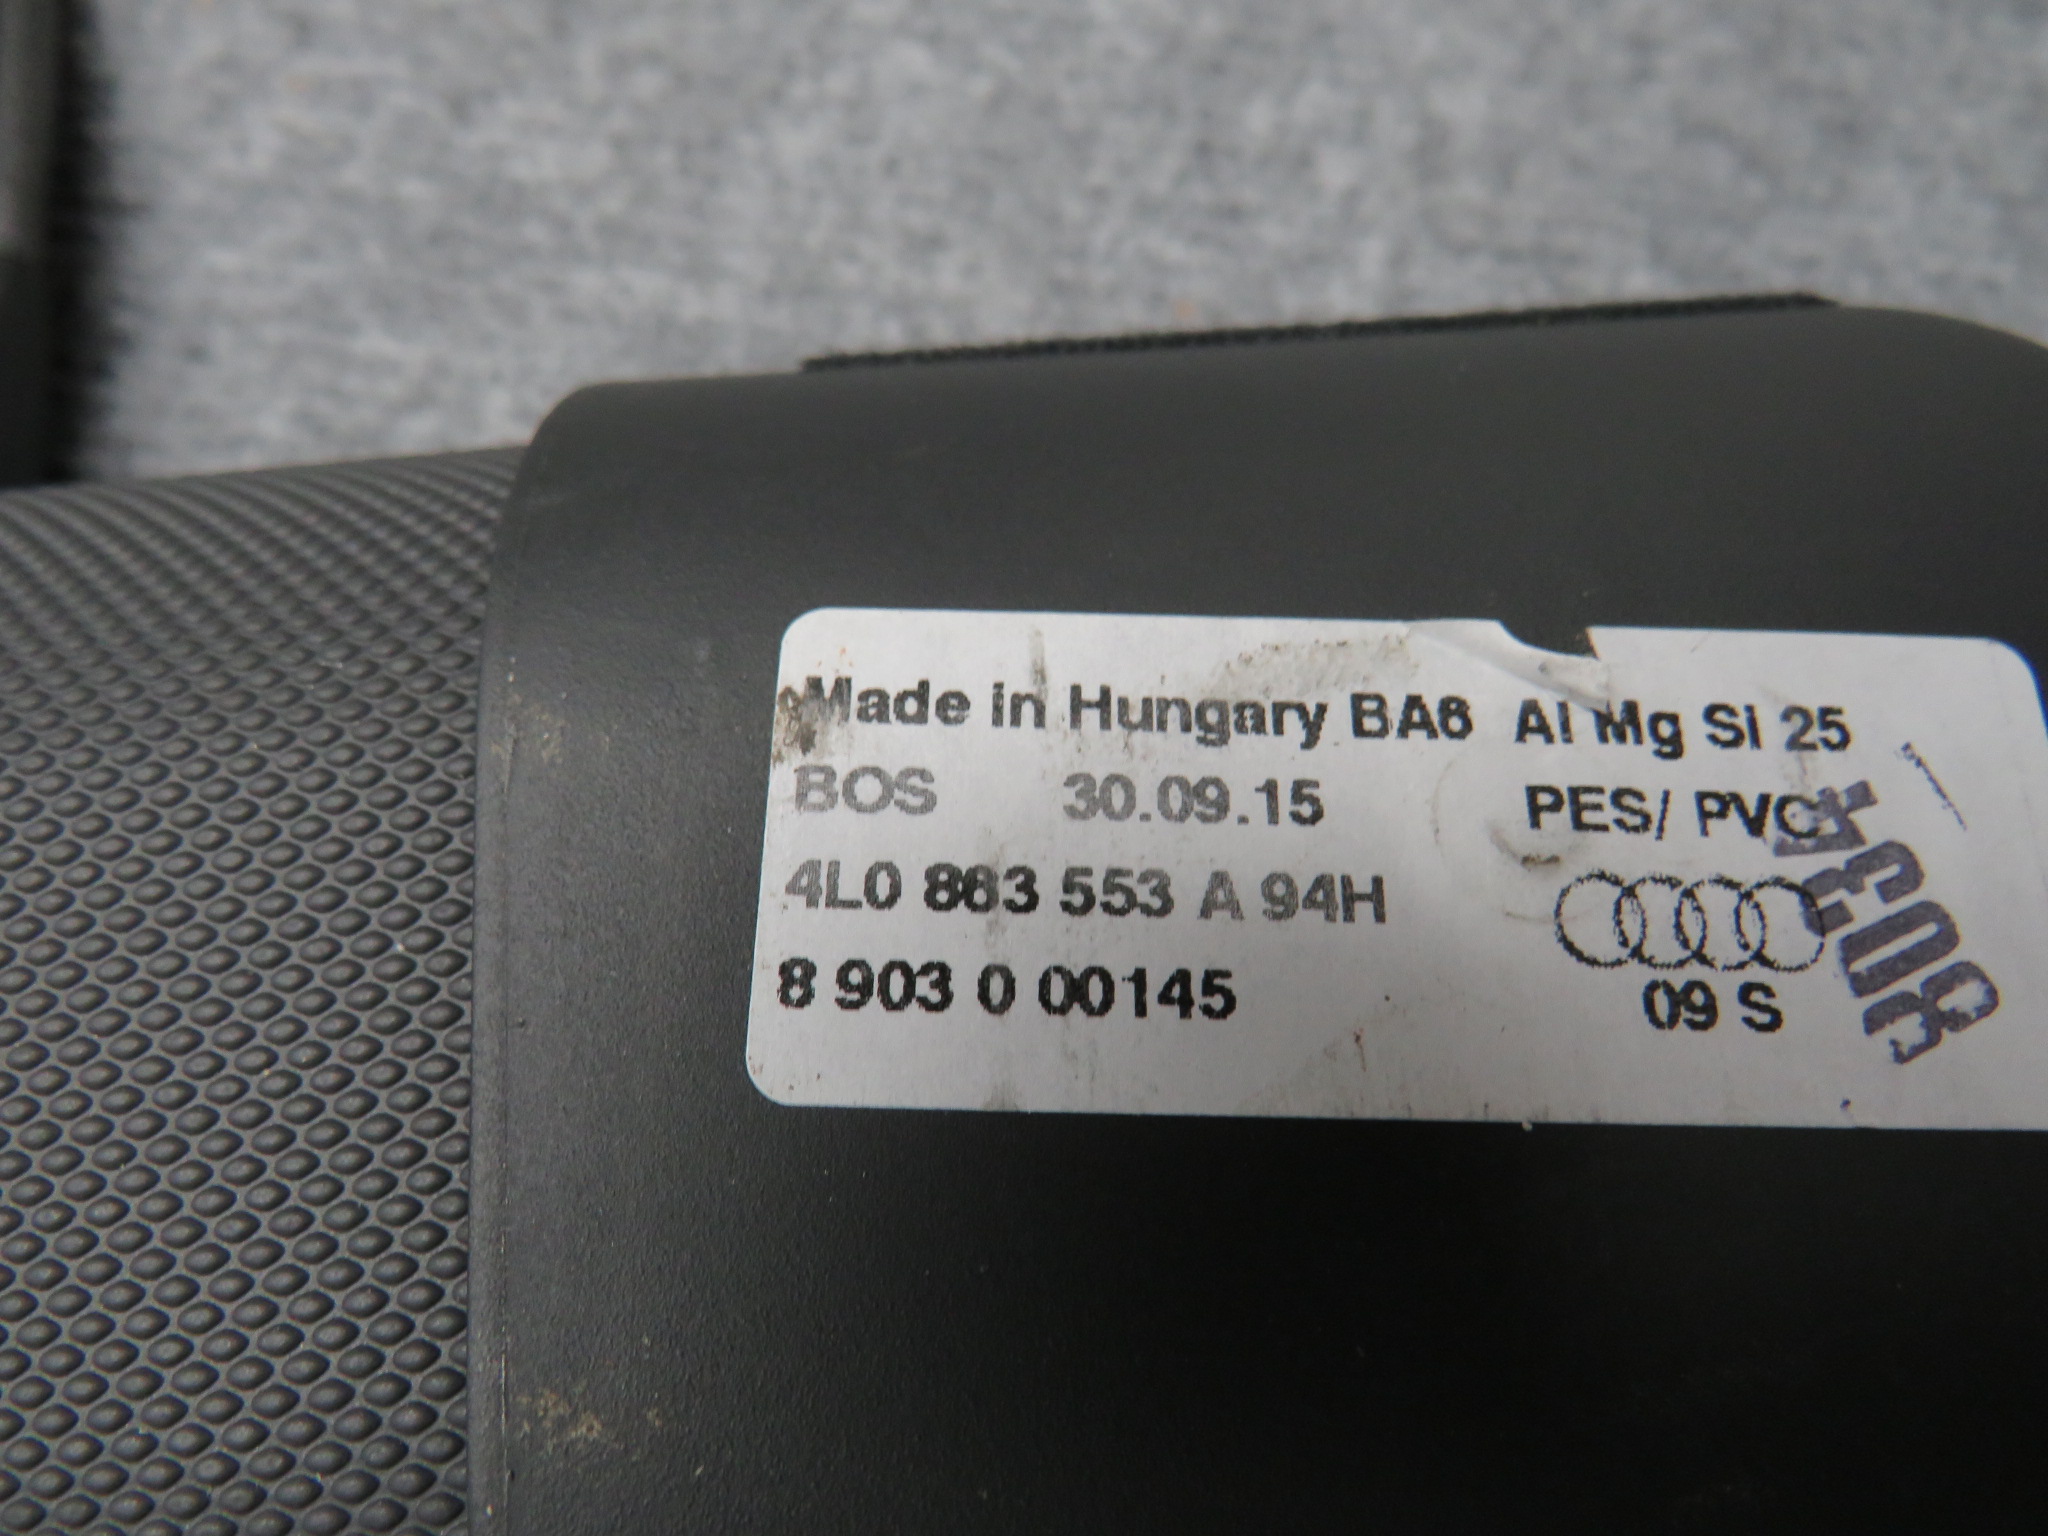 Made in Hungary BA6 Al Mg Si 25
BOS 30.09.15 PES/ PVC
4L0 863 553 A 94H
8 903 0 00145
09 S
3034